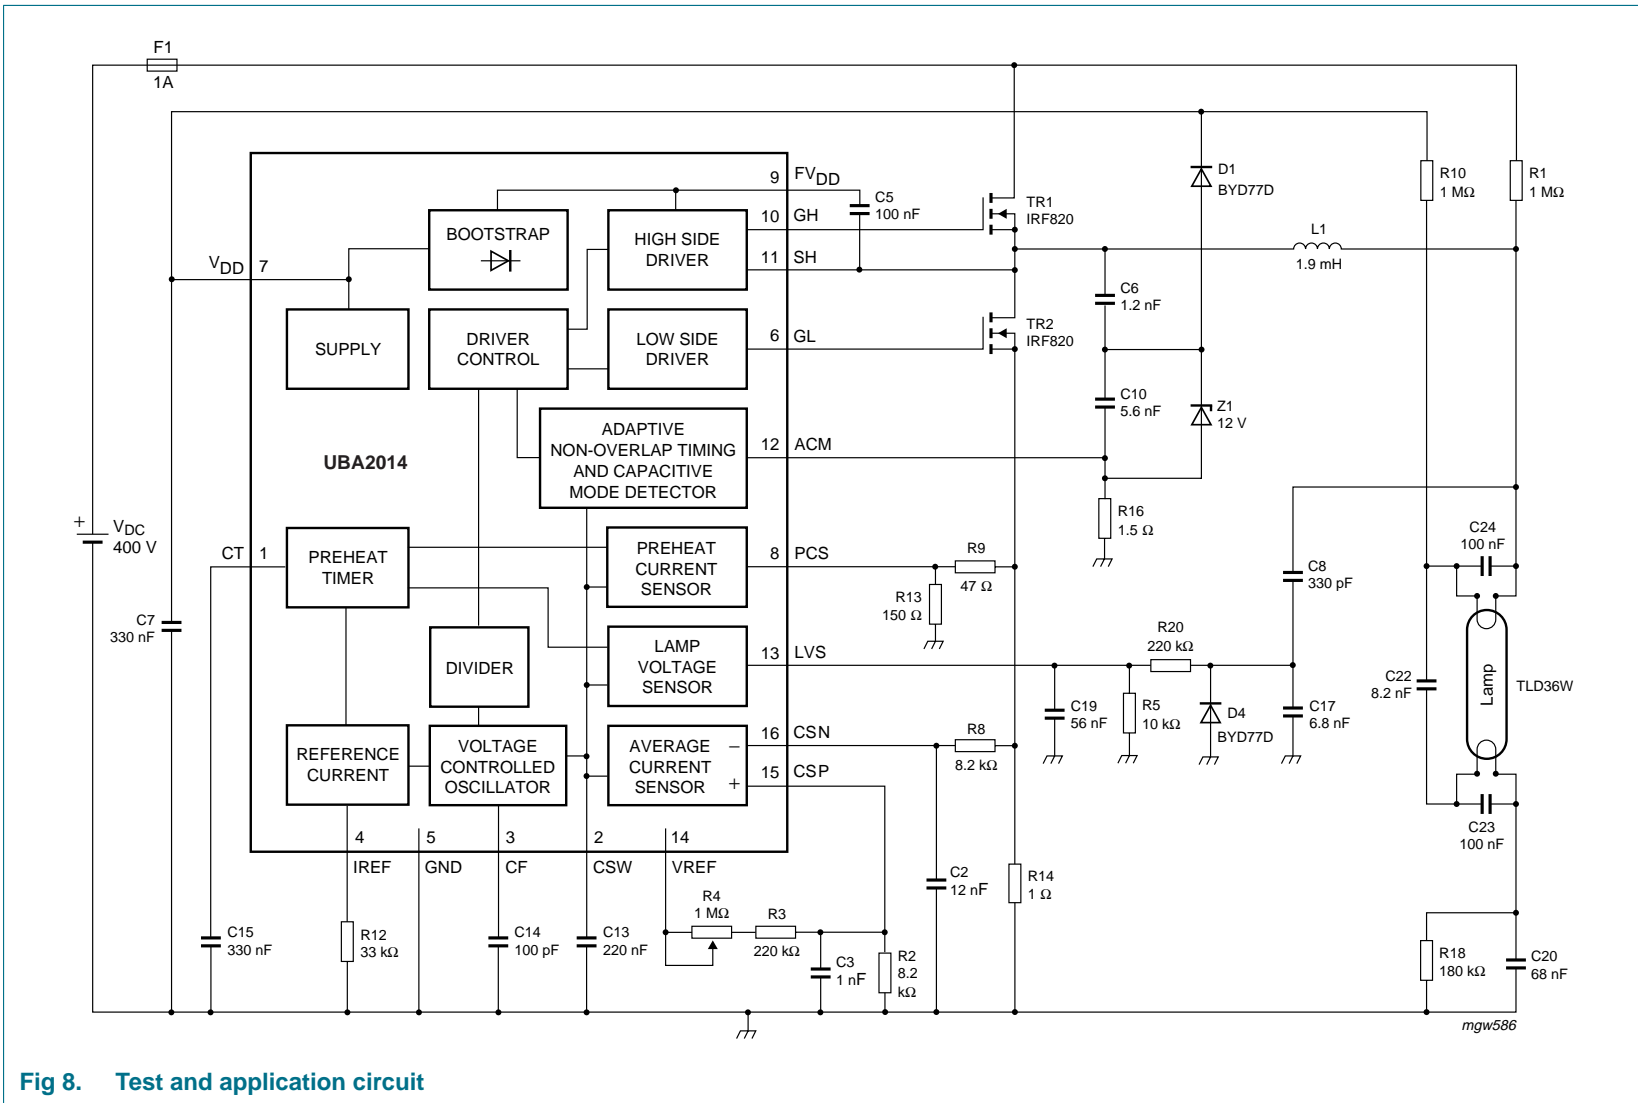 F1
1A
9 FVDD
C5
100 nF
D1
BYD77D
R10
1 MΩ
R1
1 MΩ
BOOTSTRAP
HIGH SIDE
DRIVER
10 GH
TR1
IRF820
11 SH
L1
1.9 mH
VDD 7
C6
1.2 nF
SUPPLY
DRIVER
CONTROL
LOW SIDE
DRIVER
6 GL
TR2
IRF820
C10
5.6 nF
Z1
12 V
UBA2014
ADAPTIVE
NON-OVERLAP TIMING
AND CAPACITIVE
MODE DETECTOR
12 ACM
R16
1.5 Ω
+
VDC
400 V
CT 1
PREHEAT
TIMER
PREHEAT
CURRENT
SENSOR
8 PCS
R9
47 Ω
R13
150 Ω
C24
100 nF
C8
330 pF
C7
330 nF
DIVIDER
LAMP
VOLTAGE
SENSOR
13 LVS
R20
220 kΩ
C19
56 nF
R5
10 kΩ
D4
BYD77D
C17
6.8 nF
C22
8.2 nF
Lamp
TLD36W
REFERENCE
CURRENT
VOLTAGE
CONTROLLED
OSCILLATOR
AVERAGE
CURRENT
SENSOR
−
+
16 CSN
15 CSP
R8
8.2 kΩ
C23
100 nF
4
IREF
5
GND
3
CF
2
CSW
14
VREF
C2
12 nF
R14
1 Ω
R4
1 MΩ
R3
220 kΩ
C15
330 nF
R12
33 kΩ
C14
100 pF
C13
220 nF
C3
1 nF
R2
8.2
kΩ
R18
180 kΩ
C20
68 nF
mgw586
Fig 8. Test and application circuit